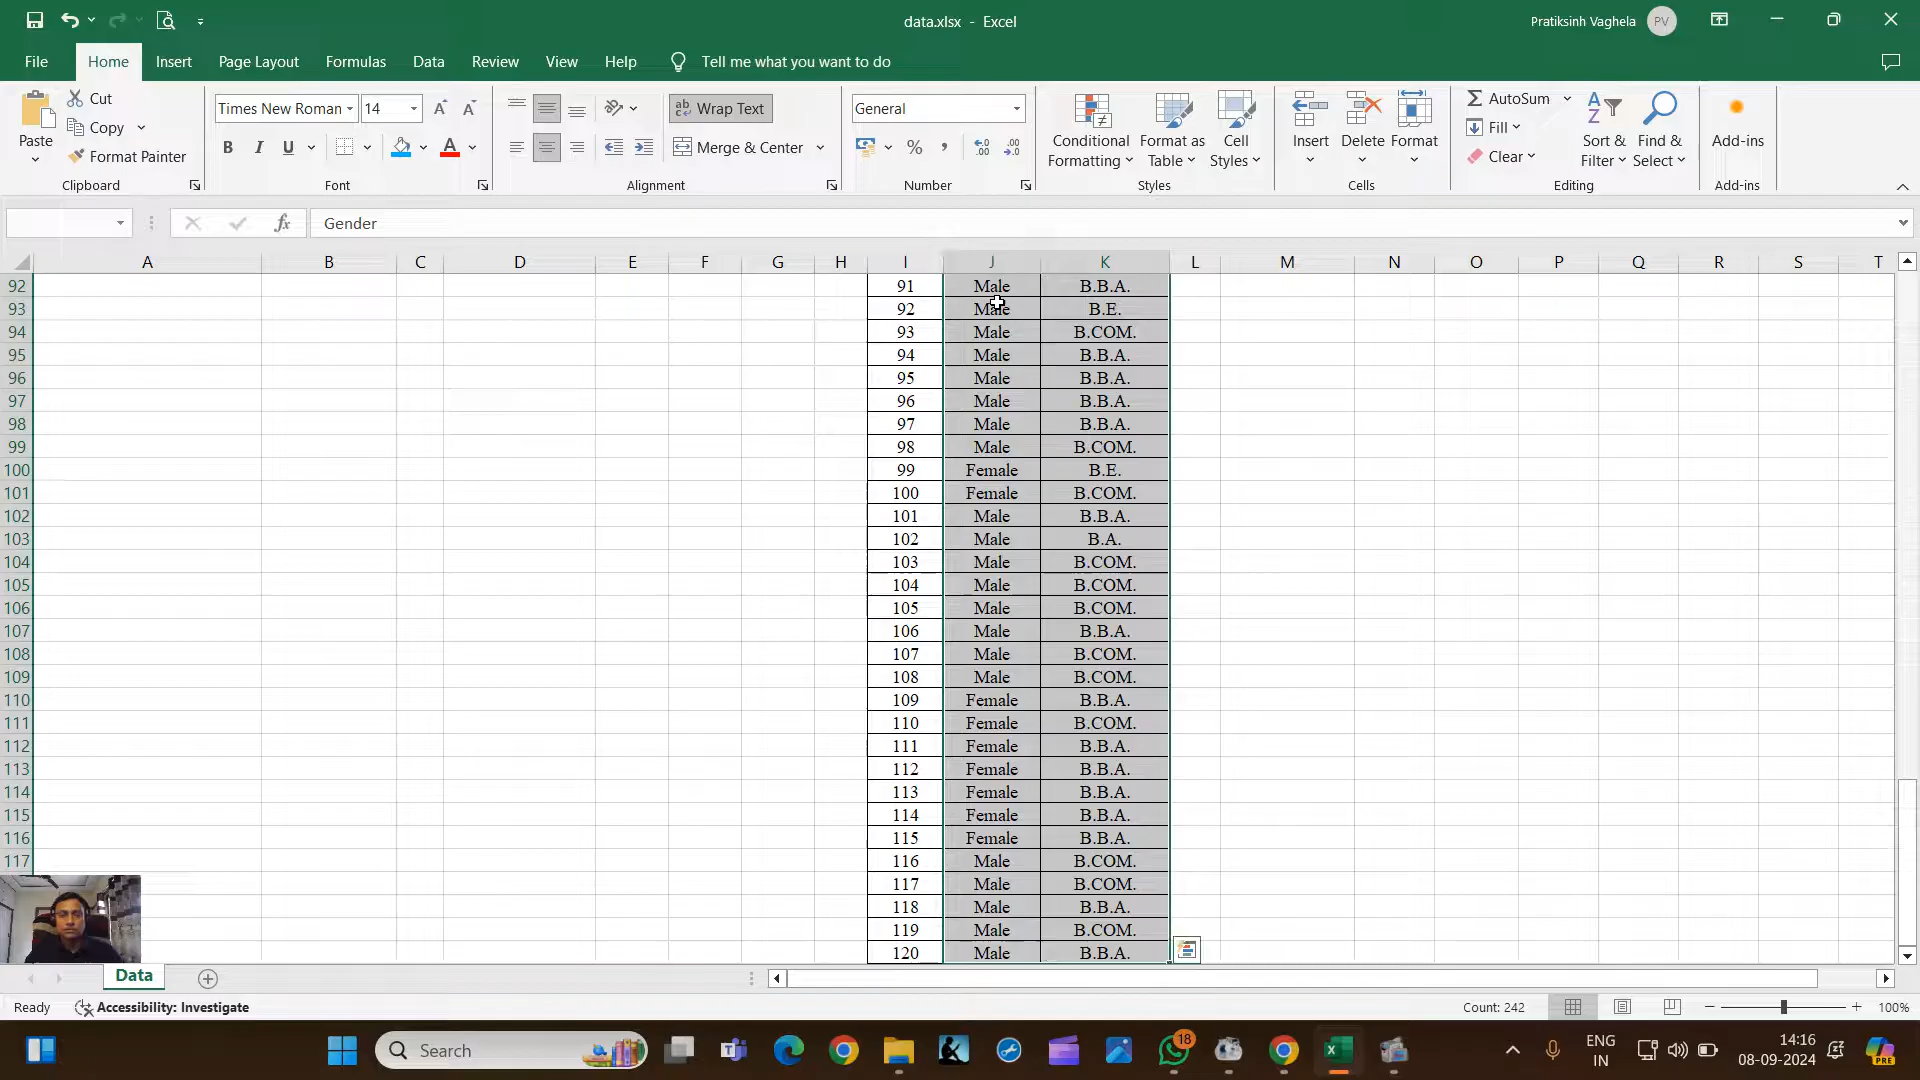 data.xlsx - Excel
Pratiksinh Vaghela
PV
File Home Insert Page Layout Formulas Data Review View Help Tell me what you want to do
Paste
Cut
Copy
Format Painter
Clipboard
Times New Roman 14
B I U
Font
Wrap Text
Merge & Center
Alignment
General
Number
Conditional Formatting
Format as Table
Cell Styles
Styles
Insert Delete Format
Cells
AutoSum
Fill
Clear
Sort & Filter
Find & Select
Editing
Add-ins
Add-ins
fx Gender
A B C D E F G H I J K L M N O P Q R S T
92 91 Male B.B.A.
93 92 Male B.E.
94 93 Male B.COM.
95 94 Male B.B.A.
96 95 Male B.B.A.
97 96 Male B.B.A.
98 97 Male B.B.A.
99 98 Male B.COM.
100 99 Female B.E.
101 100 Female B.COM.
102 101 Male B.B.A.
103 102 Male B.A.
104 103 Male B.COM.
105 104 Male B.COM.
106 105 Male B.COM.
107 106 Male B.B.A.
108 107 Male B.COM.
109 108 Male B.COM.
110 109 Female B.B.A.
111 110 Female B.COM.
112 111 Female B.B.A.
113 112 Female B.B.A.
114 113 Female B.B.A.
115 114 Female B.B.A.
116 115 Female B.B.A.
117 116 Male B.COM.
117 Male B.COM.
118 Male B.B.A.
119 Male B.COM.
120 Male B.B.A.
Data
Ready Accessibility: Investigate Count: 242 100%
Search
18
ENG
IN
14:16
08-09-2024
PRE